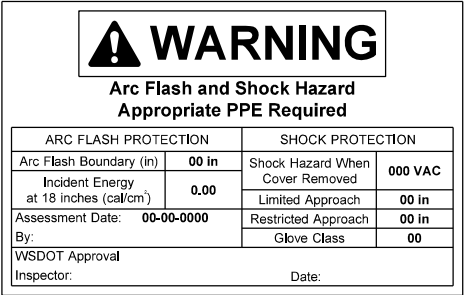 WARNING
Arc Flash and Shock Hazard
Appropriate PPE Required
ARC FLASH PROTECTION
Arc Flash Boundary (in) 00 in
Incident Energy
at 18 inches (cal/cm²) 0.00
Assessment Date: 00-00-0000
By:
SHOCK PROTECTION
Shock Hazard When
Cover Removed 000 VAC
Limited Approach 00 in
Restricted Approach 00 in
Glove Class 00
WSDOT Approval
Inspector: Date: